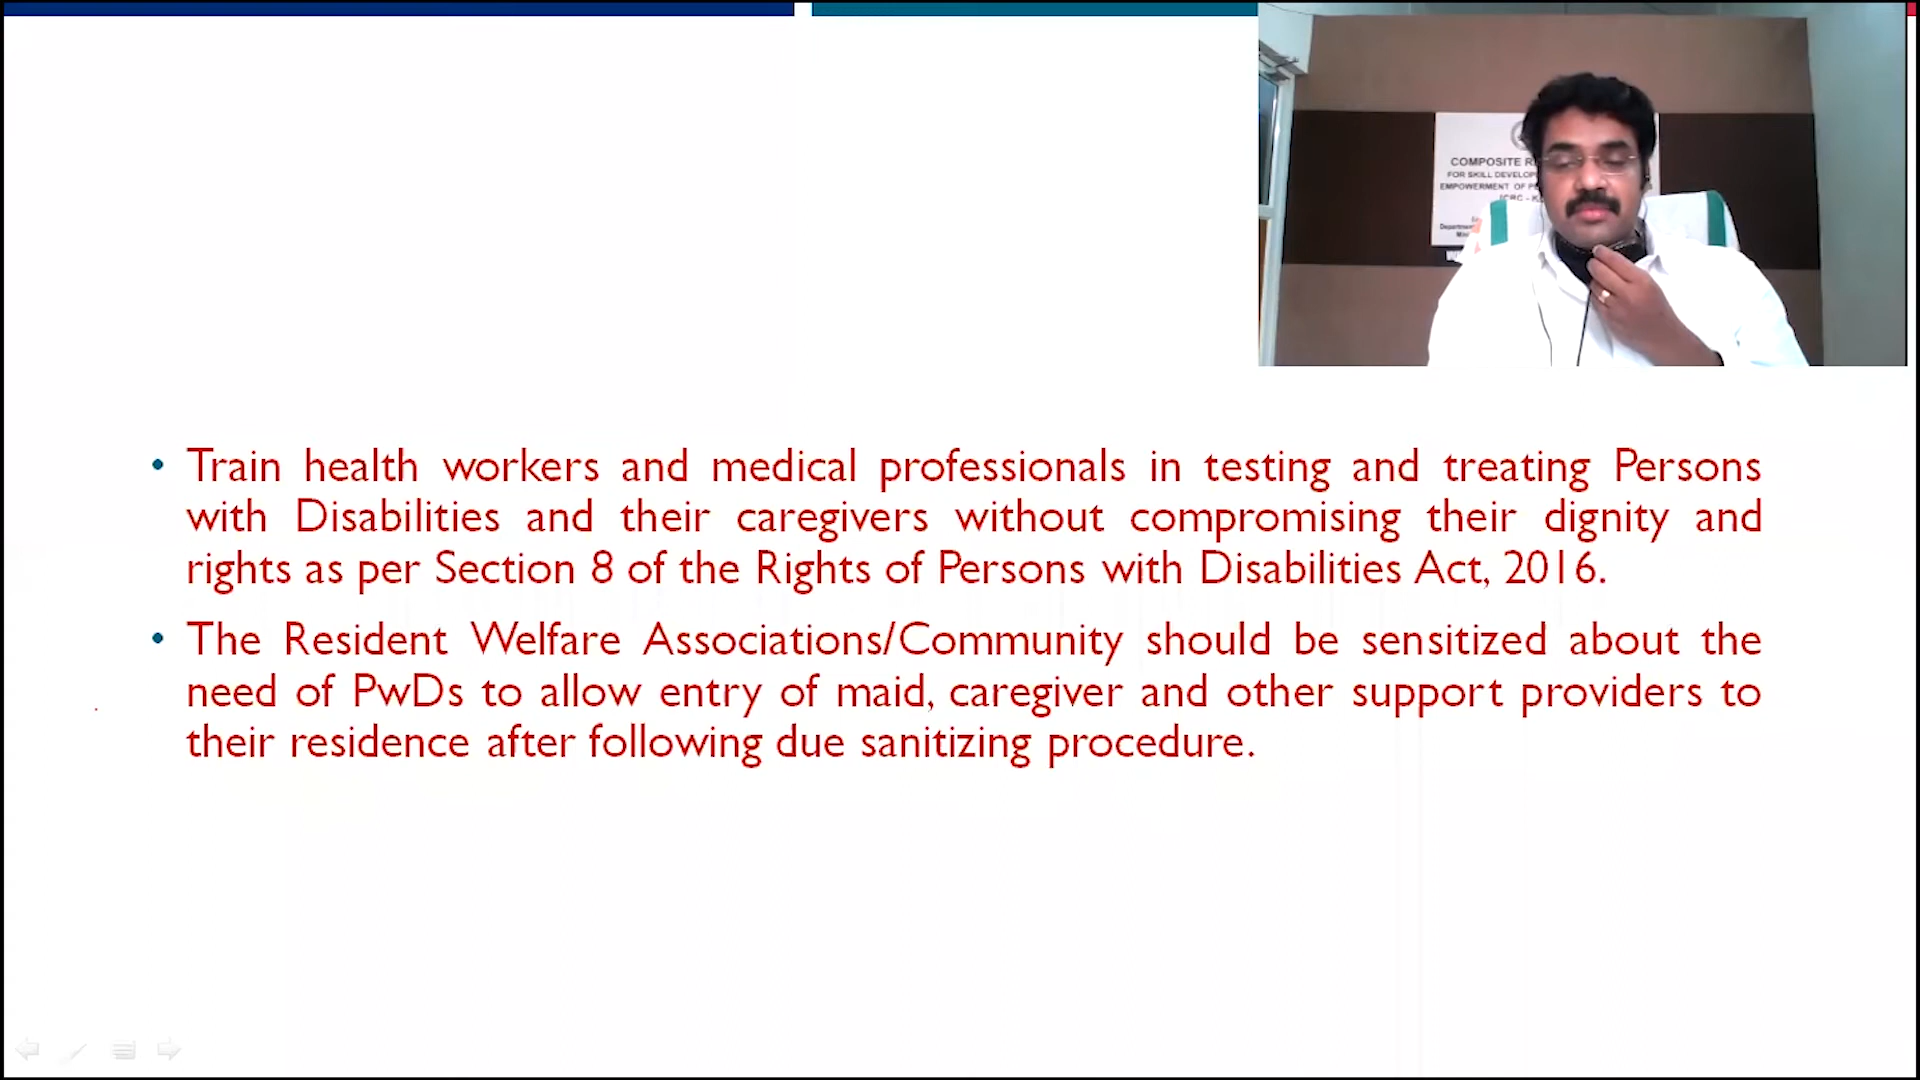 COMPOSITE
FOR SKILL
EMPOWERMENT OF
• Train health workers and medical professionals in testing and treating Persons
with Disabilities and their caregivers without compromising their dignity and
rights as per Section 8 of the Rights of Persons with Disabilities Act, 2016.
• The Resident Welfare Associations/Community should be sensitized about the
need of PwDs to allow entry of maid, caregiver and other support providers to
their residence after following due sanitizing procedure.